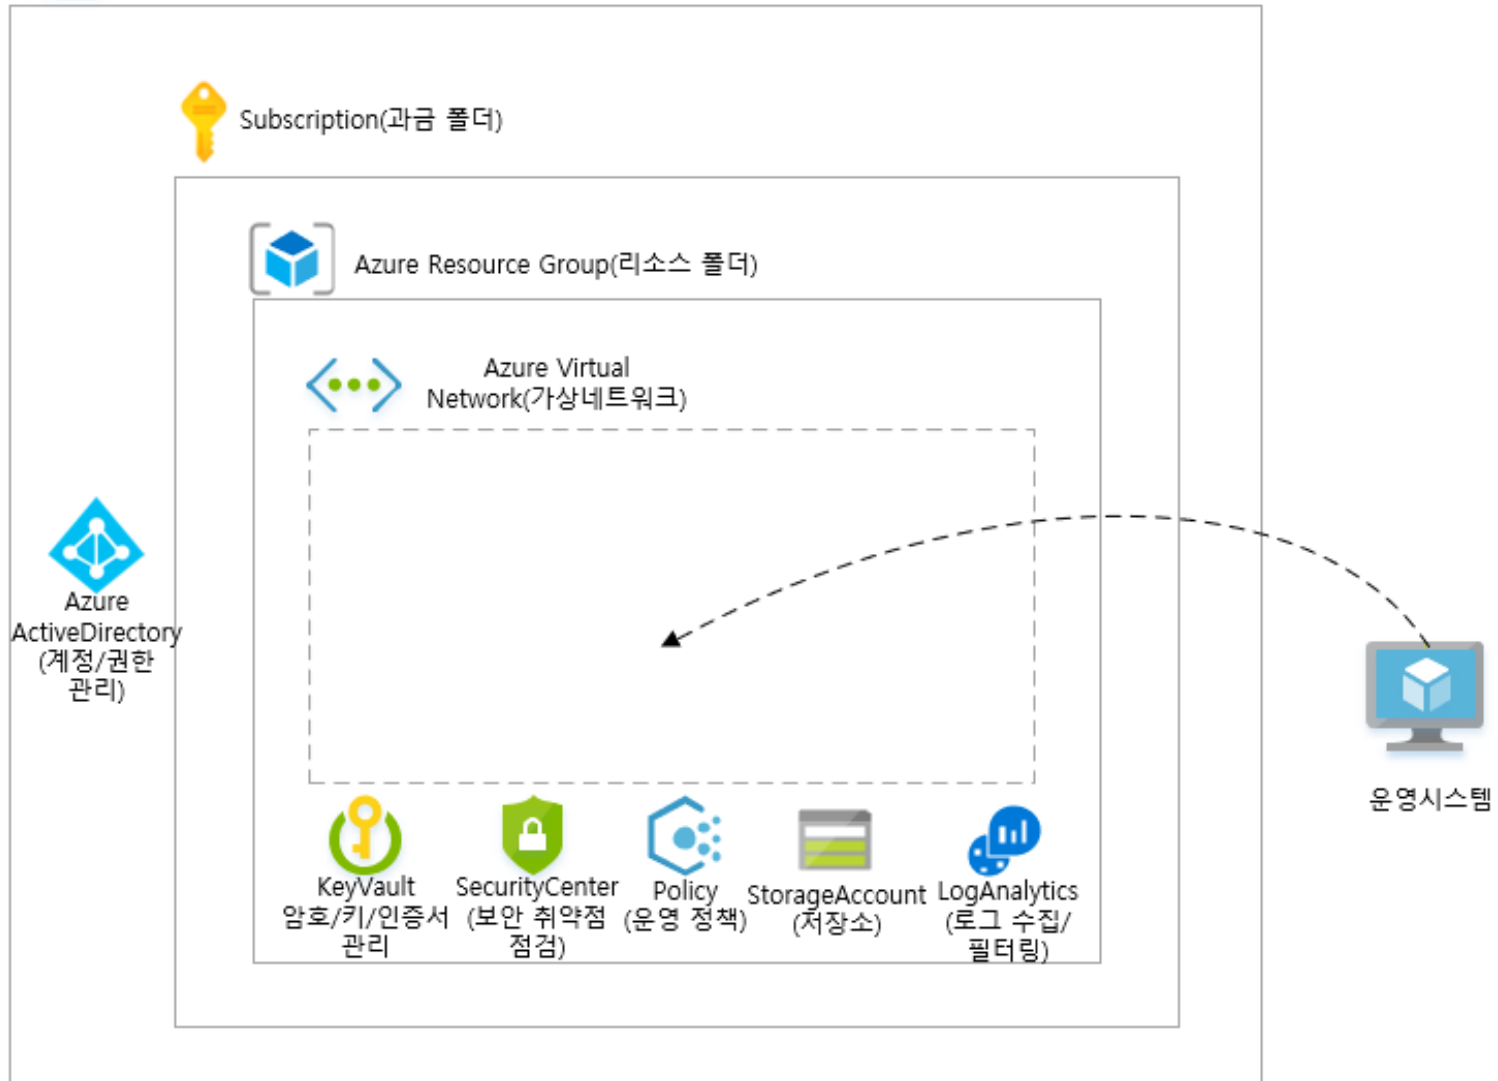 Subscription(과금 폴더)
Azure Resource Group(리소스 폴더)
Azure Virtual
Network(가상네트워크)
Azure
ActiveDirectory
(계정/권한
관리)
운영시스템
KeyVault
암호/키/인증서
관리
SecurityCenter
(보안 취약점
점검)
Policy
(운영 정책)
StorageAccount
(저장소)
LogAnalytics
(로그 수집/
필터링)